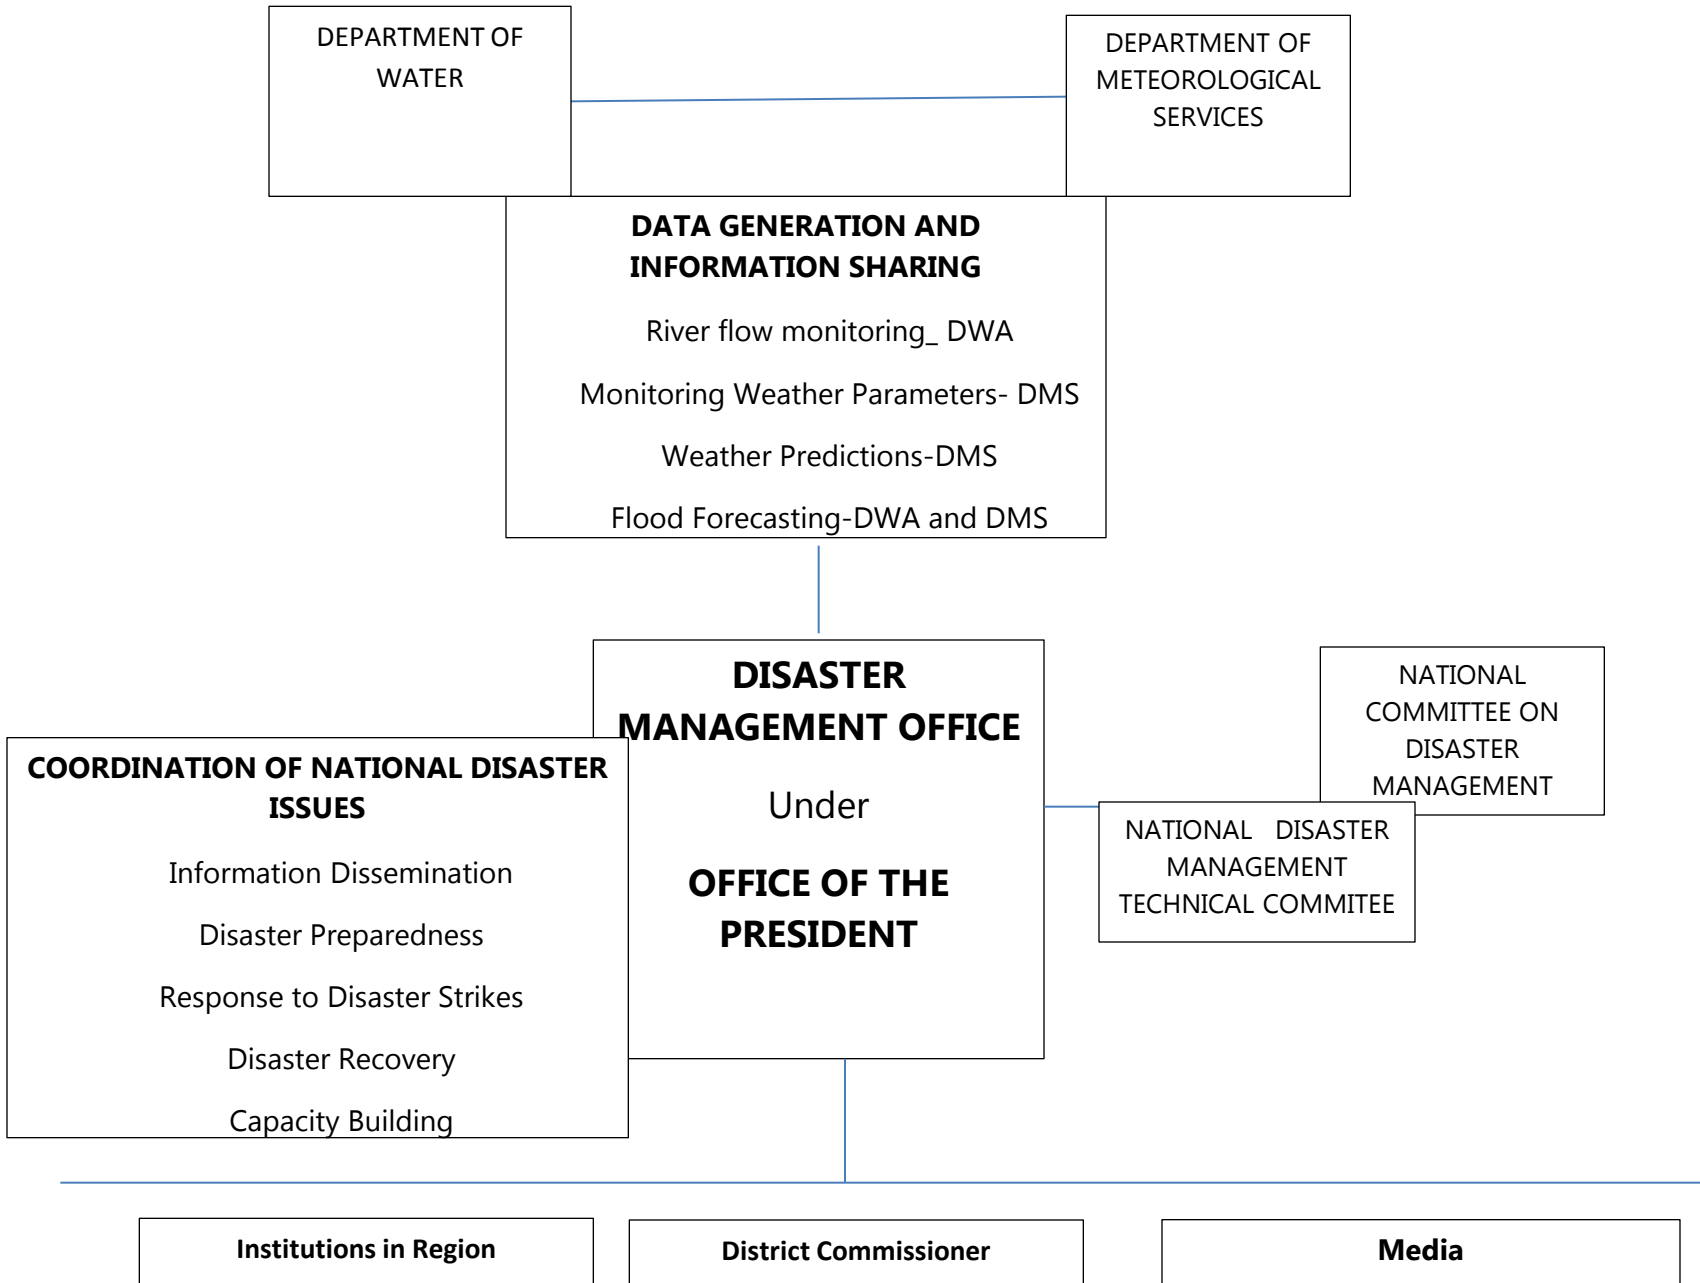 DEPARTMENT OF
WATER
DEPARTMENT OF
METEOROLOGICAL
SERVICES
DATA GENERATION AND
INFORMATION SHARING
River flow monitoring_ DWA
Monitoring Weather Parameters- DMS
Weather Predictions-DMS
Flood Forecasting-DWA and DMS
DISASTER
MANAGEMENT OFFICE
Under
OFFICE OF THE
PRESIDENT
NATIONAL
COMMITTEE ON
DISASTER
MANAGEMENT
NATIONAL DISASTER
MANAGEMENT
TECHNICAL COMMITEE
COORDINATION OF NATIONAL DISASTER
ISSUES
Information Dissemination
Disaster Preparedness
Response to Disaster Strikes
Disaster Recovery
Capacity Building
Institutions in Region
District Commissioner
Media